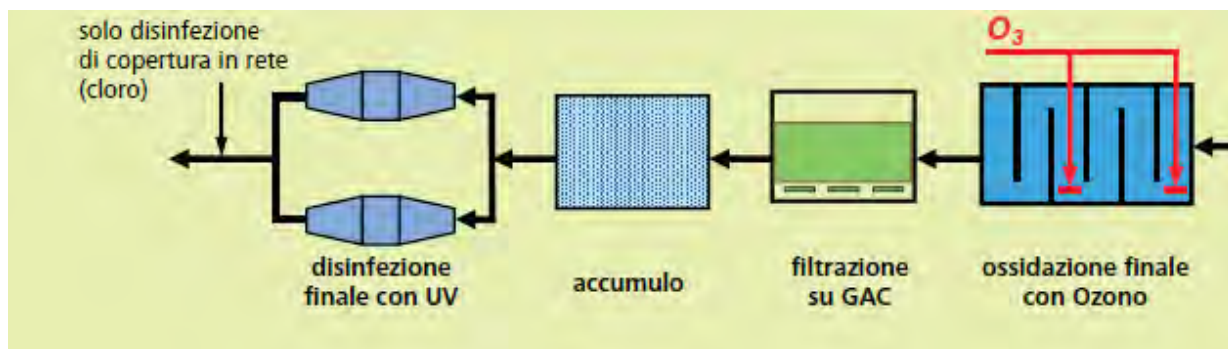 solo disinfezione
di copertura in rete
(cloro)
O3
disinfezione
finale con UV
accumulo
filtrazione
su GAC
ossidazione finale
con Ozono